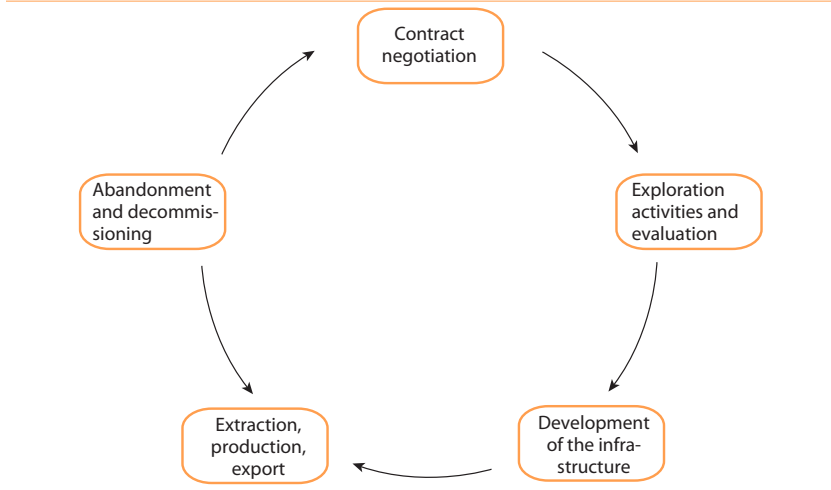 Contract
negotiation
Exploration
activities and
evaluation
Development
of the infra-
structure
Extraction,
production,
export
Abandonment
and decommis-
sioning